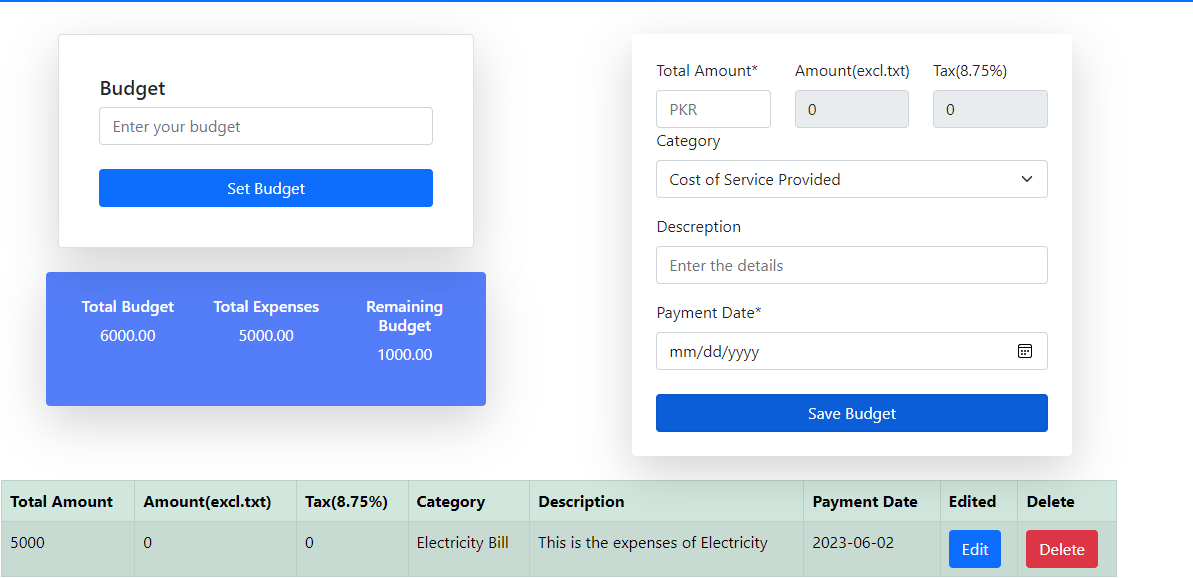 Budget
Enter your budget
Set Budget
Total Budget Total Expenses Remaining Budget
6000.00 5000.00 1000.00
Total Amount* Amount(excl.txt) Tax(8.75%)
PKR 0 0
Category
Cost of Service Provided
Descreption
Enter the details
Payment Date*
mm/dd/yyyy
Save Budget
Total Amount Amount(excl.txt) Tax(8.75%) Category Description Payment Date Edited Delete
5000 0 0 Electricity Bill This is the expenses of Electricity 2023-06-02 Edit Delete